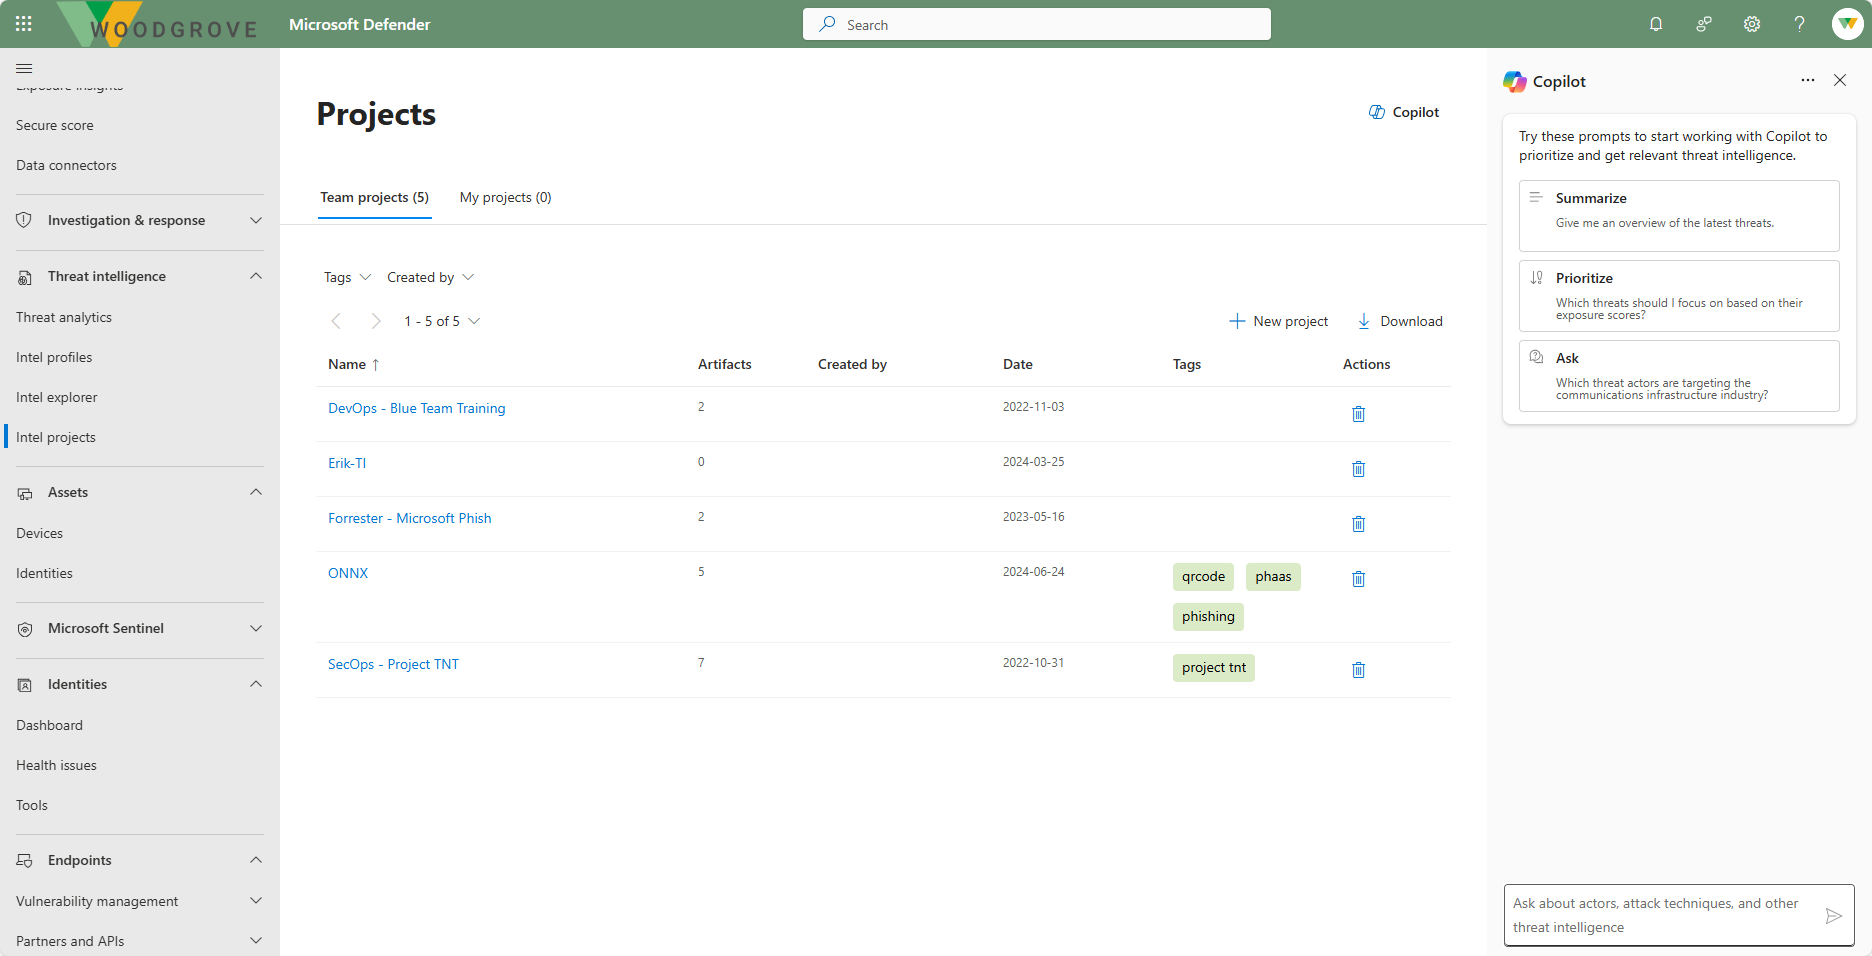 WOODGROVE
Microsoft Defender
Search
Exposure insights
Secure score
Data connectors
Investigation & response
Threat intelligence
Threat analytics
Intel profiles
Intel explorer
Intel projects
Assets
Devices
Identities
Microsoft Sentinel
Identities
Dashboard
Health issues
Tools
Endpoints
Vulnerability management
Partners and APIs
Projects
Copilot
Team projects (5) My projects (0)
Tags Created by
1 - 5 of 5 New project Download
Name ↑ Artifacts Created by Date Tags Actions
DevOps - Blue Team Training 2 2022-11-03
Erik-TI 0 2024-03-25
Forrester - Microsoft Phish 2 2023-05-16
ONNX 5 2024-06-24 qrcode phaas
phishing
SecOps - Project TNT 7 2022-10-31 project tnt
Copilot
Try these prompts to start working with Copilot to
prioritize and get relevant threat intelligence.
Summarize
Give me an overview of the latest threats.
Prioritize
Which threats should I focus on based on their
exposure scores?
Ask
Which threat actors are targeting the
communications infrastructure industry?
Ask about actors, attack techniques, and other
threat intelligence